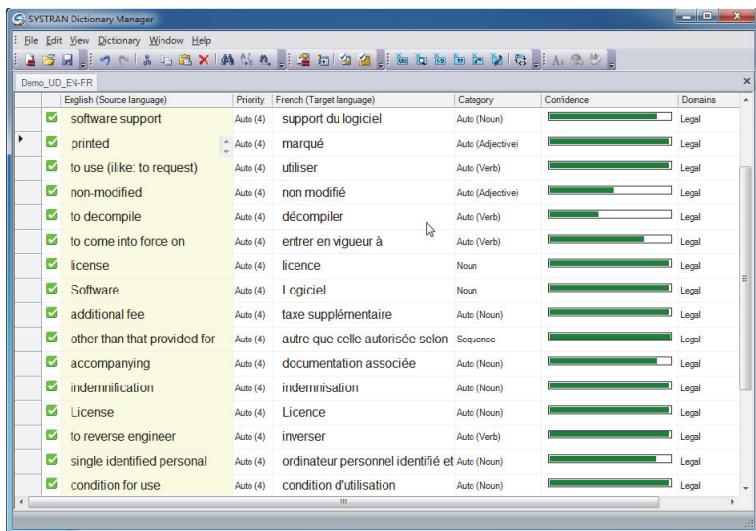 SYSTRAN Dictionary Manager
File Edit View Dictionary Window Help
Demo_UD_EN-FR
English (Source language) Priority French (Target language) Category Confidence Domains
software support Auto (4) support du logiciel Auto (Noun) Legal
printed Auto (4) marqué Auto (Adjective) Legal
to use (ilike: to request) Auto (4) utiliser Auto (Verb) Legal
non-modified Auto (4) non modifié Auto (Adjective) Legal
to decompile Auto (4) décompiler Auto (Verb) Legal
to come into force on Auto (4) entrer en vigueur à Auto (Verb) Legal
license Auto (4) licence Noun Legal
Software Auto (4) Logiciel Noun Legal
additional fee Auto (4) taxe supplémentaire Auto (Noun) Legal
other than that provided for Auto (4) autre que celle autorisée selon Sequence Legal
accompanying Auto (4) documentation associée Auto (Noun) Legal
indemnification Auto (4) indemnisation Auto (Noun) Legal
License Auto (4) Licence Auto (Noun) Legal
to reverse engineer Auto (4) inverser Auto (Verb) Legal
single identified personal Auto (4) ordinateur personnel identifié et Auto (Noun) Legal
condition for use Auto (4) condition d'utilisation Auto (Noun) Legal